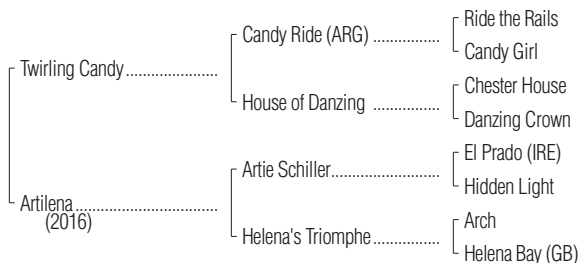 Ride the Rails
Candy Ride (ARG) ................
Candy Girl
Twirling Candy ......................
Chester House
House of Danzing ................
Danzing Crown
El Prado (IRE)
Artie Schiller..........................
Hidden Light
Artilena ..................................
(2016)
Arch
Helena's Triomphe................
Helena Bay (GB)